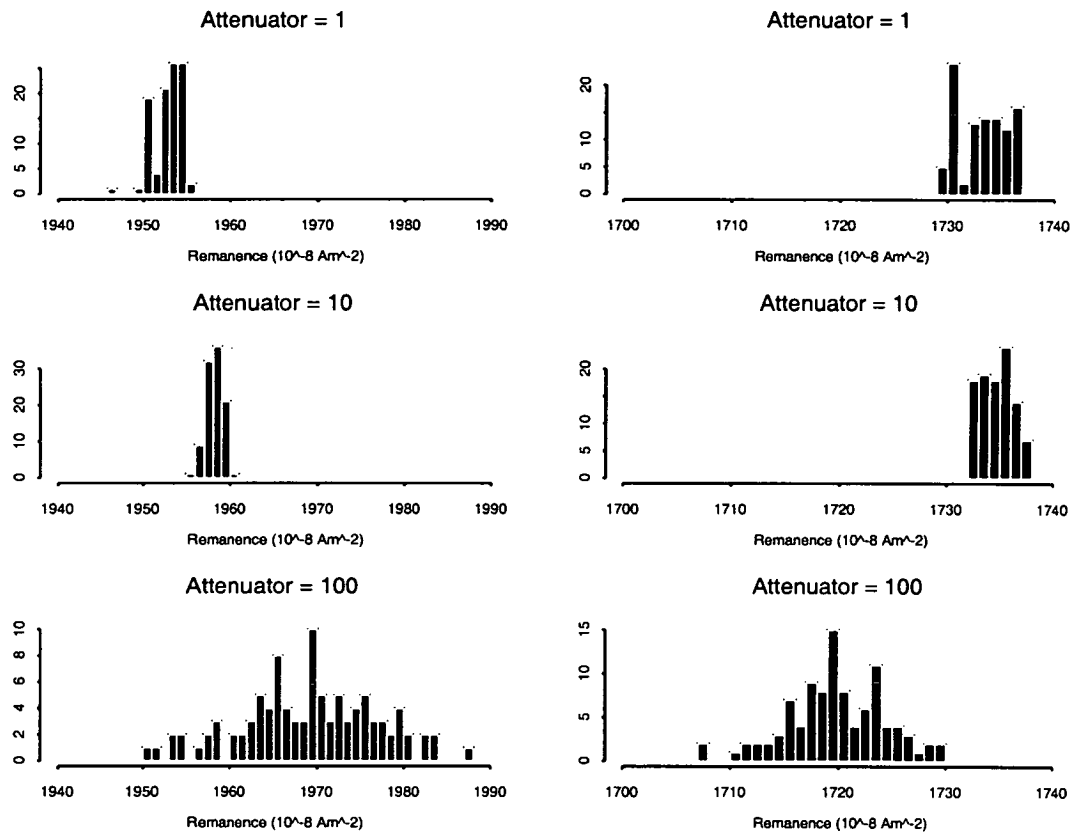 Attenuator = 1
0 5 10 20
1940 1950 1960 1970 1980 1990
Remanence (10^-8 Am^-2)
Attenuator = 1
0 5 10 20
1700 1710 1720 1730 1740
Remanence (10^-8 Am^-2)
Attenuator = 10
0 10 20 30
1940 1950 1960 1970 1980 1990
Remanence (10^-8 Am^-2)
Attenuator = 10
0 5 10 20
1700 1710 1720 1730 1740
Remanence (10^-8 Am^-2)
Attenuator = 100
0 2 4 6 8 10
1940 1950 1960 1970 1980 1990
Remanence (10^-8 Am^-2)
Attenuator = 100
0 5 10 15
1700 1710 1720 1730 1740
Remanence (10^-8 Am^-2)